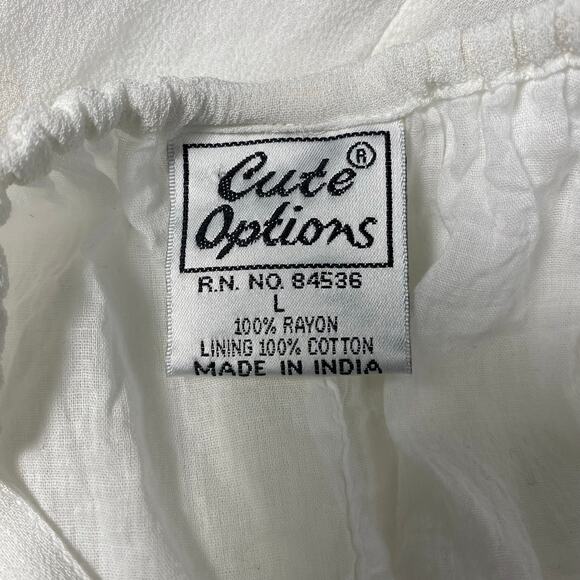 Cute®
Options
R.N. NO. 84536
L
100% RAYON
LINING 100% COTTON
MADE IN INDIA